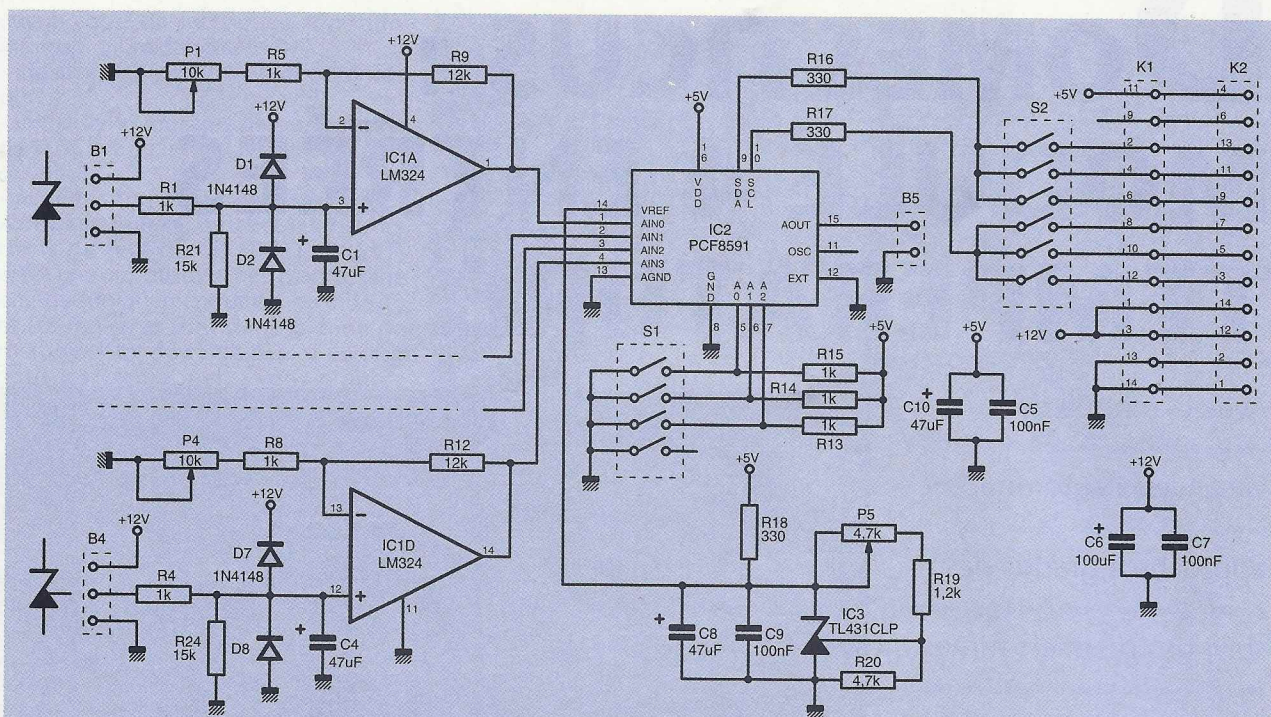 P1
10k
R5
1k
+12V
R9
12k
2
4
1
IC1A
LM324
B1
+12V
R1
1k
D1
1N4148
+12V
3
R21
15k
D2
1N4148
C1
47uF
+
P4
10k
R8
1k
R12
12k
+12V
13
14
IC1D
LM324
11
B4
+12V
R4
1k
D7
1N4148
12
R24
15k
D8
C4
47uF
+
+5V
16
VDD
9
SDA
10
SCL
R16
330
R17
330
IC2
PCF8591
14
VREF
1
AIN0
2
AIN1
3
AIN2
4
AIN3
13
AGND
GND
8
A0
5
A1
6
A2
7
AOUT
15
OSC
11
EXT
12
B5
S1
R15
1k
R14
1k
1k
R13
+5V
S2
K1
K2
+5V
11
4
9
6
2
13
4
11
6
9
8
7
10
5
12
3
1
14
+12V
3
12
13
2
14
1
+5V
+
C10
47uF
C5
100nF
+12V
+
C6
100uF
C7
100nF
+5V
R18
330
P5
4,7k
R19
1,2k
IC3
TL431CLP
R20
4,7k
+
C8
47uF
C9
100nF